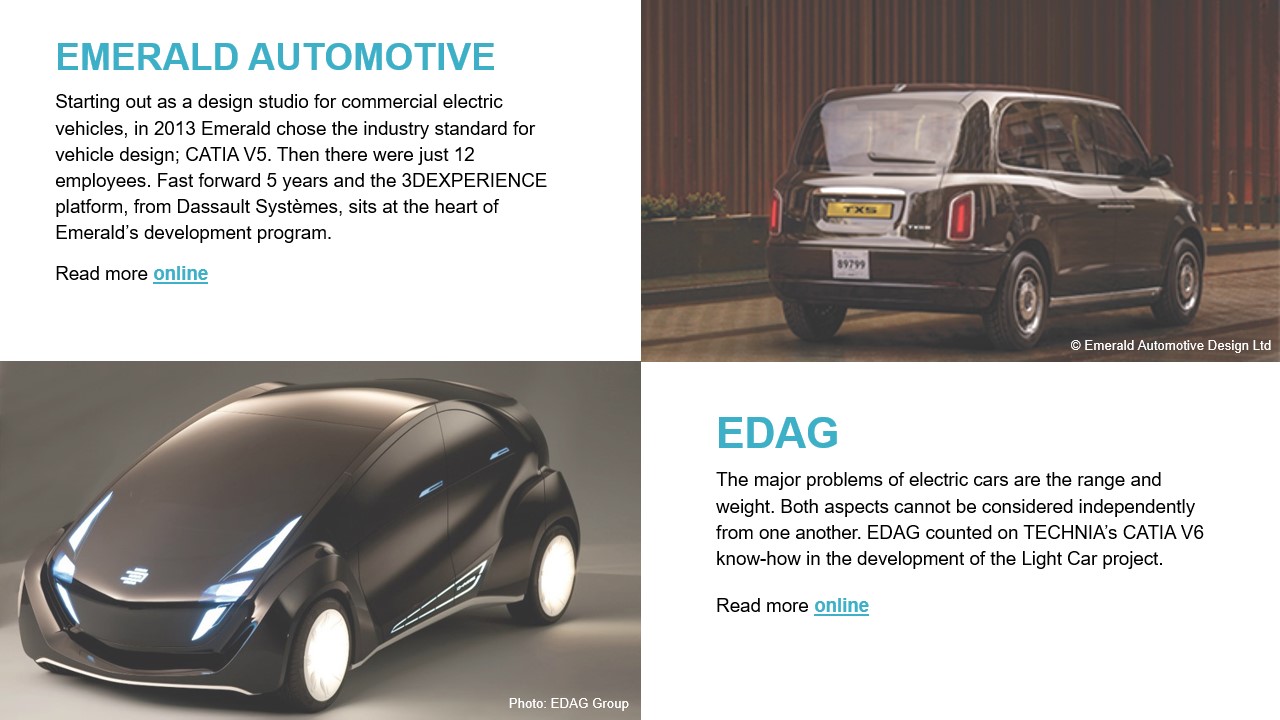 EMERALD AUTOMOTIVE
Starting out as a design studio for commercial electric
vehicles, in 2013 Emerald chose the industry standard for
vehicle design; CATIA V5. Then there were just 12
employees. Fast forward 5 years and the 3DEXPERIENCE
platform, from Dassault Systèmes, sits at the heart of
Emerald’s development program.
Read more online
TX5
89799
© Emerald Automotive Design Ltd
EDAG
The major problems of electric cars are the range and
weight. Both aspects cannot be considered independently
from one another. EDAG counted on TECHNIA’s CATIA V6
know-how in the development of the Light Car project.
Read more online
Photo: EDAG Group